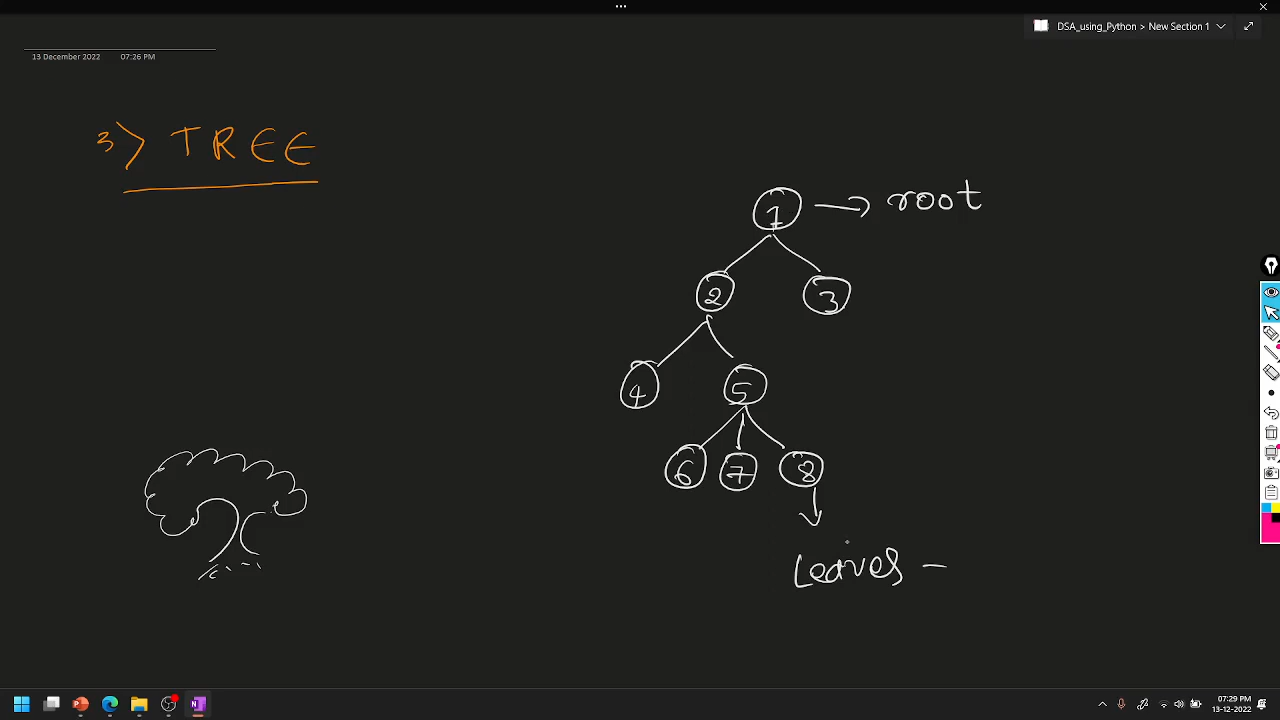 DSA_using_Python > New Section 1
13 December 2022 07:26 PM
3> TREE
1 → root
2 3
4 5
6 7 8
Leaves -
07:29 PM
13-12-2022